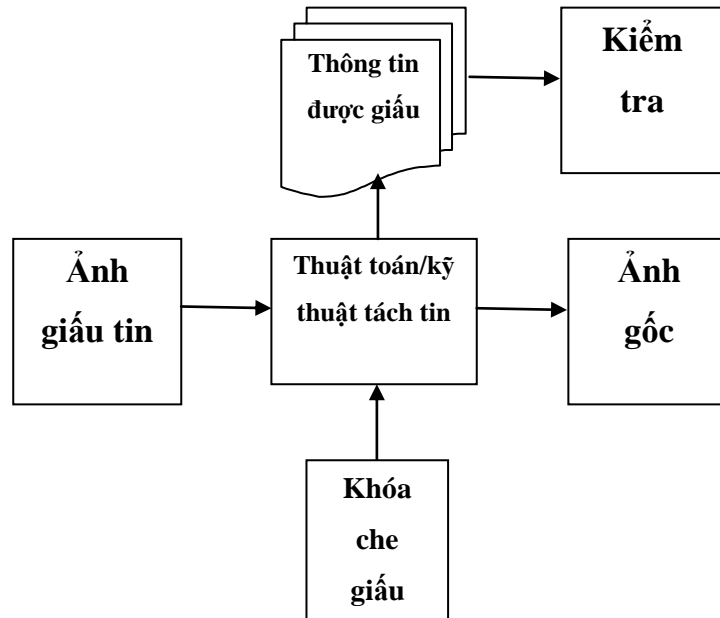 Thông tin
được giấu
Kiểm
tra
Ảnh
giấu tin
Thuật toán/kỹ
thuật tách tin
Ảnh
gốc
Khóa
che
giấu